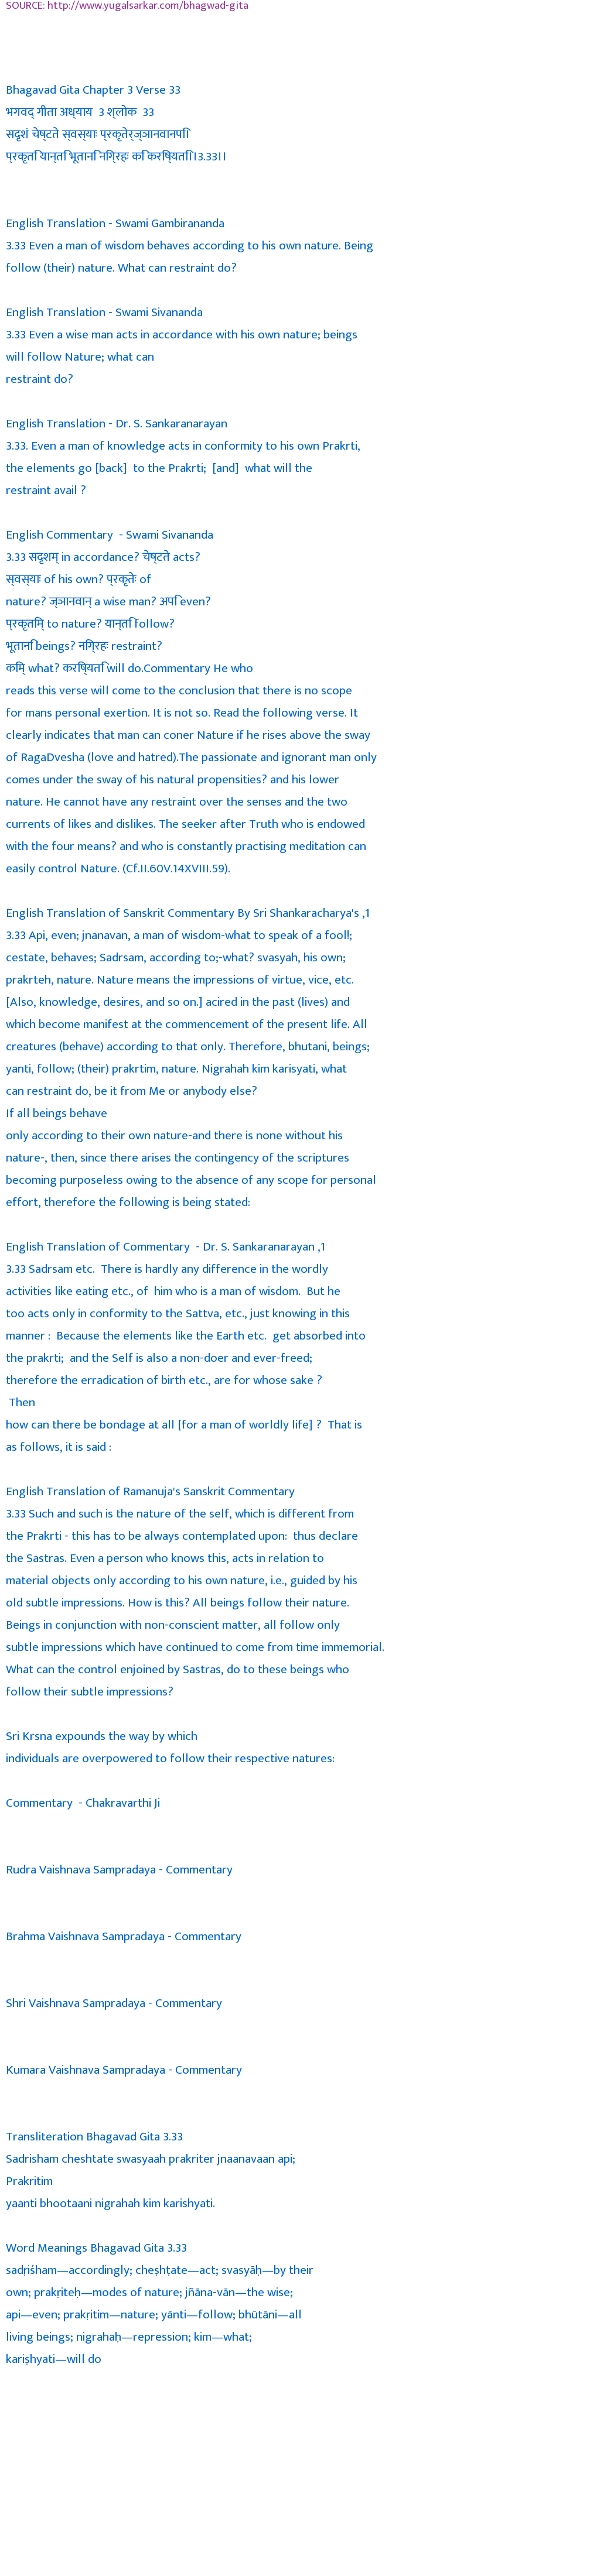 SOURCE: http://www.yugalsarkar.com/bhagwad-gita
Bhagavad Gita Chapter 3 Verse 33
भगवद् गीता अध्याय 3 श्लोक 33
सदृशं चेष्टते स्वस्याः प्रकृतेर्ज्ञानवानपि।
प्रकृतिं यान्ति भूतानि निग्रहः किं करिष्यति।।3.33।।
English Translation - Swami Gambirananda
3.33 Even a man of wisdom behaves according to his own nature. Being
follow (their) nature. What can restraint do?
English Translation - Swami Sivananda
3.33 Even a wise man acts in accordance with his own nature; beings
will follow Nature; what can
restraint do?
English Translation - Dr. S. Sankaranarayan
3.33. Even a man of knowledge acts in conformity to his own Prakrti,
the elements go [back] to the Prakrti; [and] what will the
restraint avail ?
English Commentary - Swami Sivananda
3.33 सदृशम् in accordance? चेष्टते acts?
स्वस्याः of his own? प्रकृतेः of
nature? ज्ञानवान् a wise man? अपि even?
प्रकृतिम् to nature? यान्ति follow?
भूतानि beings? निग्रहः restraint?
किम् what? करिष्यति will do.Commentary He who
reads this verse will come to the conclusion that there is no scope
for mans personal exertion. It is not so. Read the following verse. It
clearly indicates that man can coner Nature if he rises above the sway
of RagaDvesha (love and hatred).The passionate and ignorant man only
comes under the sway of his natural propensities? and his lower
nature. He cannot have any restraint over the senses and the two
currents of likes and dislikes. The seeker after Truth who is endowed
with the four means? and who is constantly practising meditation can
easily control Nature. (Cf.II.60V.14XVIII.59).
English Translation of Sanskrit Commentary By Sri Shankaracharya's ,1
3.33 Api, even; jnanavan, a man of wisdom-what to speak of a fool!;
cestate, behaves; Sadrsam, according to;-what? svasyah, his own;
prakrteh, nature. Nature means the impressions of virtue, vice, etc.
[Also, knowledge, desires, and so on.] acired in the past (lives) and
which become manifest at the commencement of the present life. All
creatures (behave) according to that only. Therefore, bhutani, beings;
yanti, follow; (their) prakrtim, nature. Nigrahah kim karisyati, what
can restraint do, be it from Me or anybody else?
If all beings behave
only according to their own nature-and there is none without his
nature-, then, since there arises the contingency of the scriptures
becoming purposeless owing to the absence of any scope for personal
effort, therefore the following is being stated:
English Translation of Commentary - Dr. S. Sankaranarayan ,1
3.33 Sadrsam etc. There is hardly any difference in the wordly
activities like eating etc., of him who is a man of wisdom. But he
too acts only in conformity to the Sattva, etc., just knowing in this
manner : Because the elements like the Earth etc. get absorbed into
the prakrti; and the Self is also a non-doer and ever-freed;
therefore the erradication of birth etc., are for whose sake ?
Then
how can there be bondage at all [for a man of worldly life] ? That is
as follows, it is said :
English Translation of Ramanuja's Sanskrit Commentary
3.33 Such and such is the nature of the self, which is different from
the Prakrti - this has to be always contemplated upon: thus declare
the Sastras. Even a person who knows this, acts in relation to
material objects only according to his own nature, i.e., guided by his
old subtle impressions. How is this? All beings follow their nature.
Beings in conjunction with non-conscient matter, all follow only
subtle impressions which have continued to come from time immemorial.
What can the control enjoined by Sastras, do to these beings who
follow their subtle impressions?
Sri Krsna expounds the way by which
individuals are overpowered to follow their respective natures:
Commentary - Chakravarthi Ji
Rudra Vaishnava Sampradaya - Commentary
Brahma Vaishnava Sampradaya - Commentary
Shri Vaishnava Sampradaya - Commentary
Kumara Vaishnava Sampradaya - Commentary
Transliteration Bhagavad Gita 3.33
Sadrisham cheshtate swasyaah prakriter jnaanavaan api;
Prakritim
yaanti bhootaani nigrahah kim karishyati.
Word Meanings Bhagavad Gita 3.33
sadṛiśham—accordingly; cheṣhṭate—act; svasyāḥ—by their
own; prakṛiteḥ—modes of nature; jñāna-vān—the wise;
api—even; prakṛitim—nature; yānti—follow; bhūtāni—all
living beings; nigrahaḥ—repression; kim—what;
kariṣhyati—will do